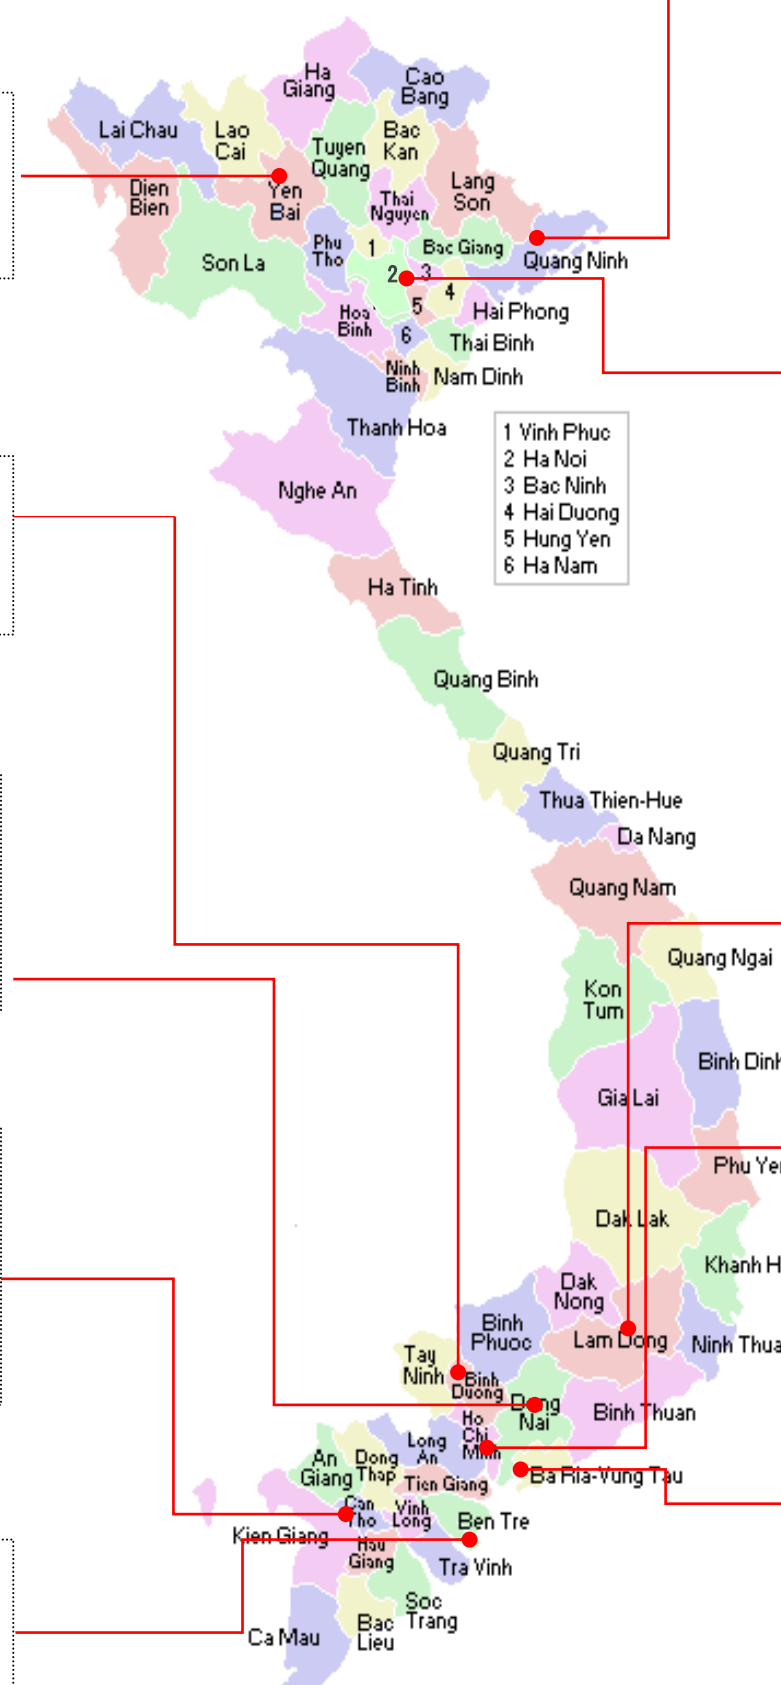 Ha
Giang
Cao
Bang
Lai Chau
Lao
Cai
Tuyen
Quang
Bac
Kan
Dien
Bien
Yen
Bai
Thai
Nguyen
Lang
Son
Son La
Phu
Tho
1
2
3
4
5
6
Bac Giang
Quang Ninh
Hoa
Binh
Hai Phong
Thai Binh
Ninh
Binh
Nam Dinh
Thanh Hoa
1 Vinh Phuc
2 Ha Noi
3 Bac Ninh
4 Hai Duong
5 Hung Yen
6 Ha Nam
Nghe An
Ha Tinh
Quang Binh
Quang Tri
Thua Thien-Hue
Da Nang
Quang Nam
Quang Ngai
Kon
Tum
Binh Dinh
Gia Lai
Phu Ye
Dak Lak
Khanh H
Dak
Nong
Binh
Phuoc
Lam Dong
Ninh Thua
Tay
Ninh
Binh
Duong
Dong
Nai
Binh Thuan
Ho
Chi
Minh
Long
An
An
Giang
Dong
Thap
Tien Giang
Ba Ria-Vung Tau
Can
Tho
Vinh
Long
Ben Tre
Kien Giang
Hau
Giang
Tra Vinh
Soc
Trang
Bac
Lieu
Ca Mau